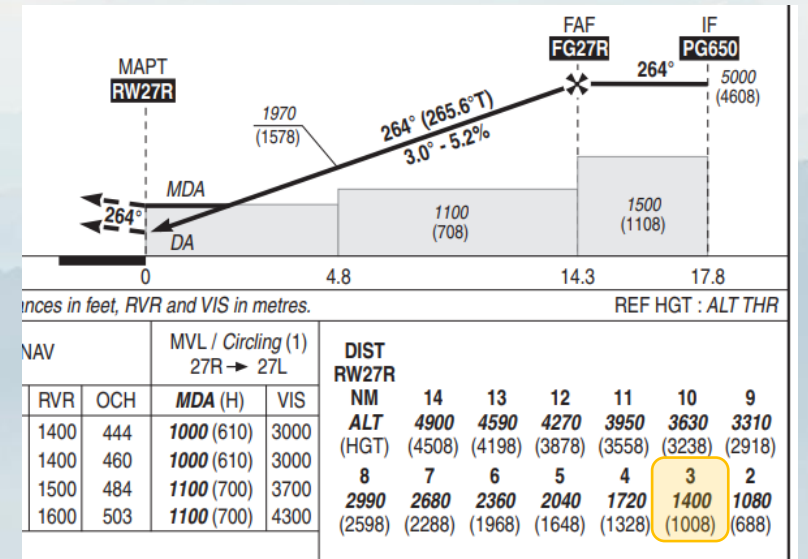 FAF IF
FG27R PG650
MAPT
RW27R
264° 5000
(4608)
1970
(1578)
264° (265.6°T)
3.0° - 5.2%
MDA
264°
DA
1100
(708)
1500
(1108)
0 4.8 14.3 17.8
ances in feet, RVR and VIS in metres. REF HGT : ALT THR
NAV MVL / Circling (1)
27R → 27L
RVR OCH MDA (H) VIS
1400 444 1000 (610) 3000
1400 460 1000 (610) 3000
1500 484 1100 (700) 3700
1600 503 1100 (700) 4300
DIST
RW27R
NM 14 13 12 11 10 9
ALT 4900 4590 4270 3950 3630 3310
(HGT) (4508) (4198) (3878) (3558) (3238) (2918)
8 7 6 5 4 3 2
2990 2680 2360 2040 1720 1400 1080
(2598) (2288) (1968) (1648) (1328) (1008) (688)